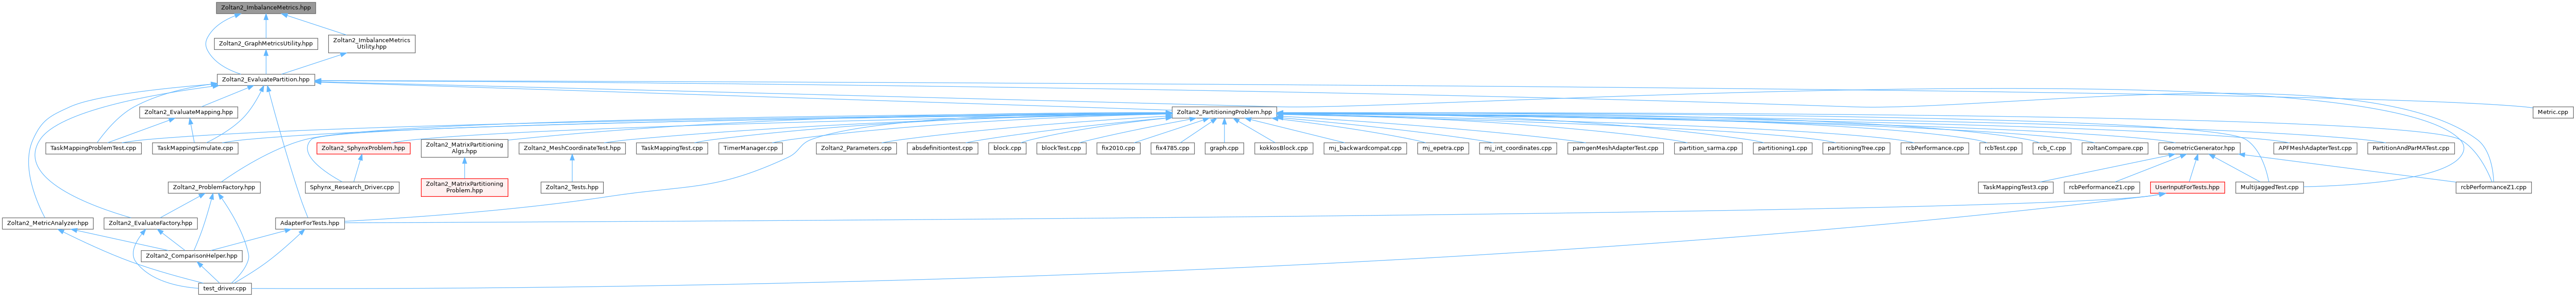 Zoltan2_ImbalanceMetrics.hpp
Zoltan2_GraphMetricsUtility.hpp
Zoltan2_ImbalanceMetrics
Utility.hpp
Zoltan2_EvaluatePartition.hpp
Zoltan2_EvaluateMapping.hpp
Zoltan2_PartitioningProblem.hpp
Metric.cpp
TaskMappingProblemTest.cpp
TaskMappingSimulate.cpp
Zoltan2_SphynxProblem.hpp
Zoltan2_MatrixPartitioning
Algs.hpp
Zoltan2_MeshCoordinateTest.hpp
TaskMappingTest.cpp
TimerManager.cpp
Zoltan2_Parameters.cpp
absdefinitiontest.cpp
block.cpp
blockTest.cpp
fix2010.cpp
fix4785.cpp
graph.cpp
kokkosBlock.cpp
mj_backwardcompat.cpp
mj_epetra.cpp
mj_int_coordinates.cpp
pamgenMeshAdapterTest.cpp
partition_sarma.cpp
partitioning1.cpp
partitioningTree.cpp
rcbPerformance.cpp
rcbTest.cpp
rcb_C.cpp
zoltanCompare.cpp
GeometricGenerator.hpp
APFMeshAdapterTest.cpp
PartitionAndParMATest.cpp
Zoltan2_ProblemFactory.hpp
Sphynx_Research_Driver.cpp
Zoltan2_MatrixPartitioning
Problem.hpp
Zoltan2_Tests.hpp
TaskMappingTest3.cpp
rcbPerformanceZ1.cpp
UserInputForTests.hpp
MultiJaggedTest.cpp
rcbPerformanceZ1.cpp
Zoltan2_MetricAnalyzer.hpp
Zoltan2_EvaluateFactory.hpp
AdapterForTests.hpp
Zoltan2_ComparisonHelper.hpp
test_driver.cpp